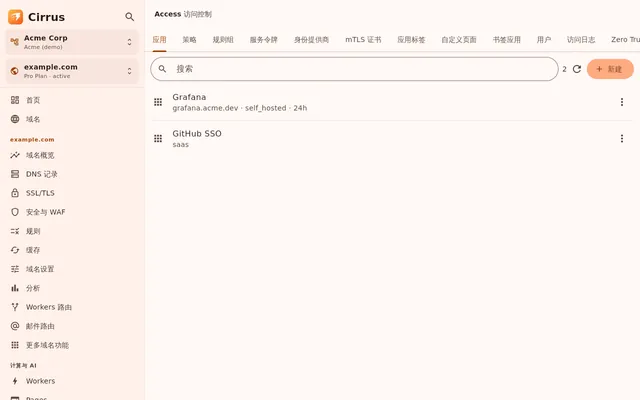 Cirrus
Acme Corp
Acme (demo)
example.com
Pro Plan · active
首页
域名
example.com
域名概览
DNS 记录
SSL/TLS
安全与 WAF
规则
缓存
域名设置
分析
Workers 路由
邮件路由
更多域名功能
计算与 AI
Workers
Pages
Access 访问控制
应用 策略 规则组 服务令牌 身份提供商 mTLS 证书 应用标签 自定义页面 书签应用 用户 访问日志 Zero Tru
搜索 2 新建
Grafana
grafana.acme.dev · self_hosted · 24h
GitHub SSO
saas